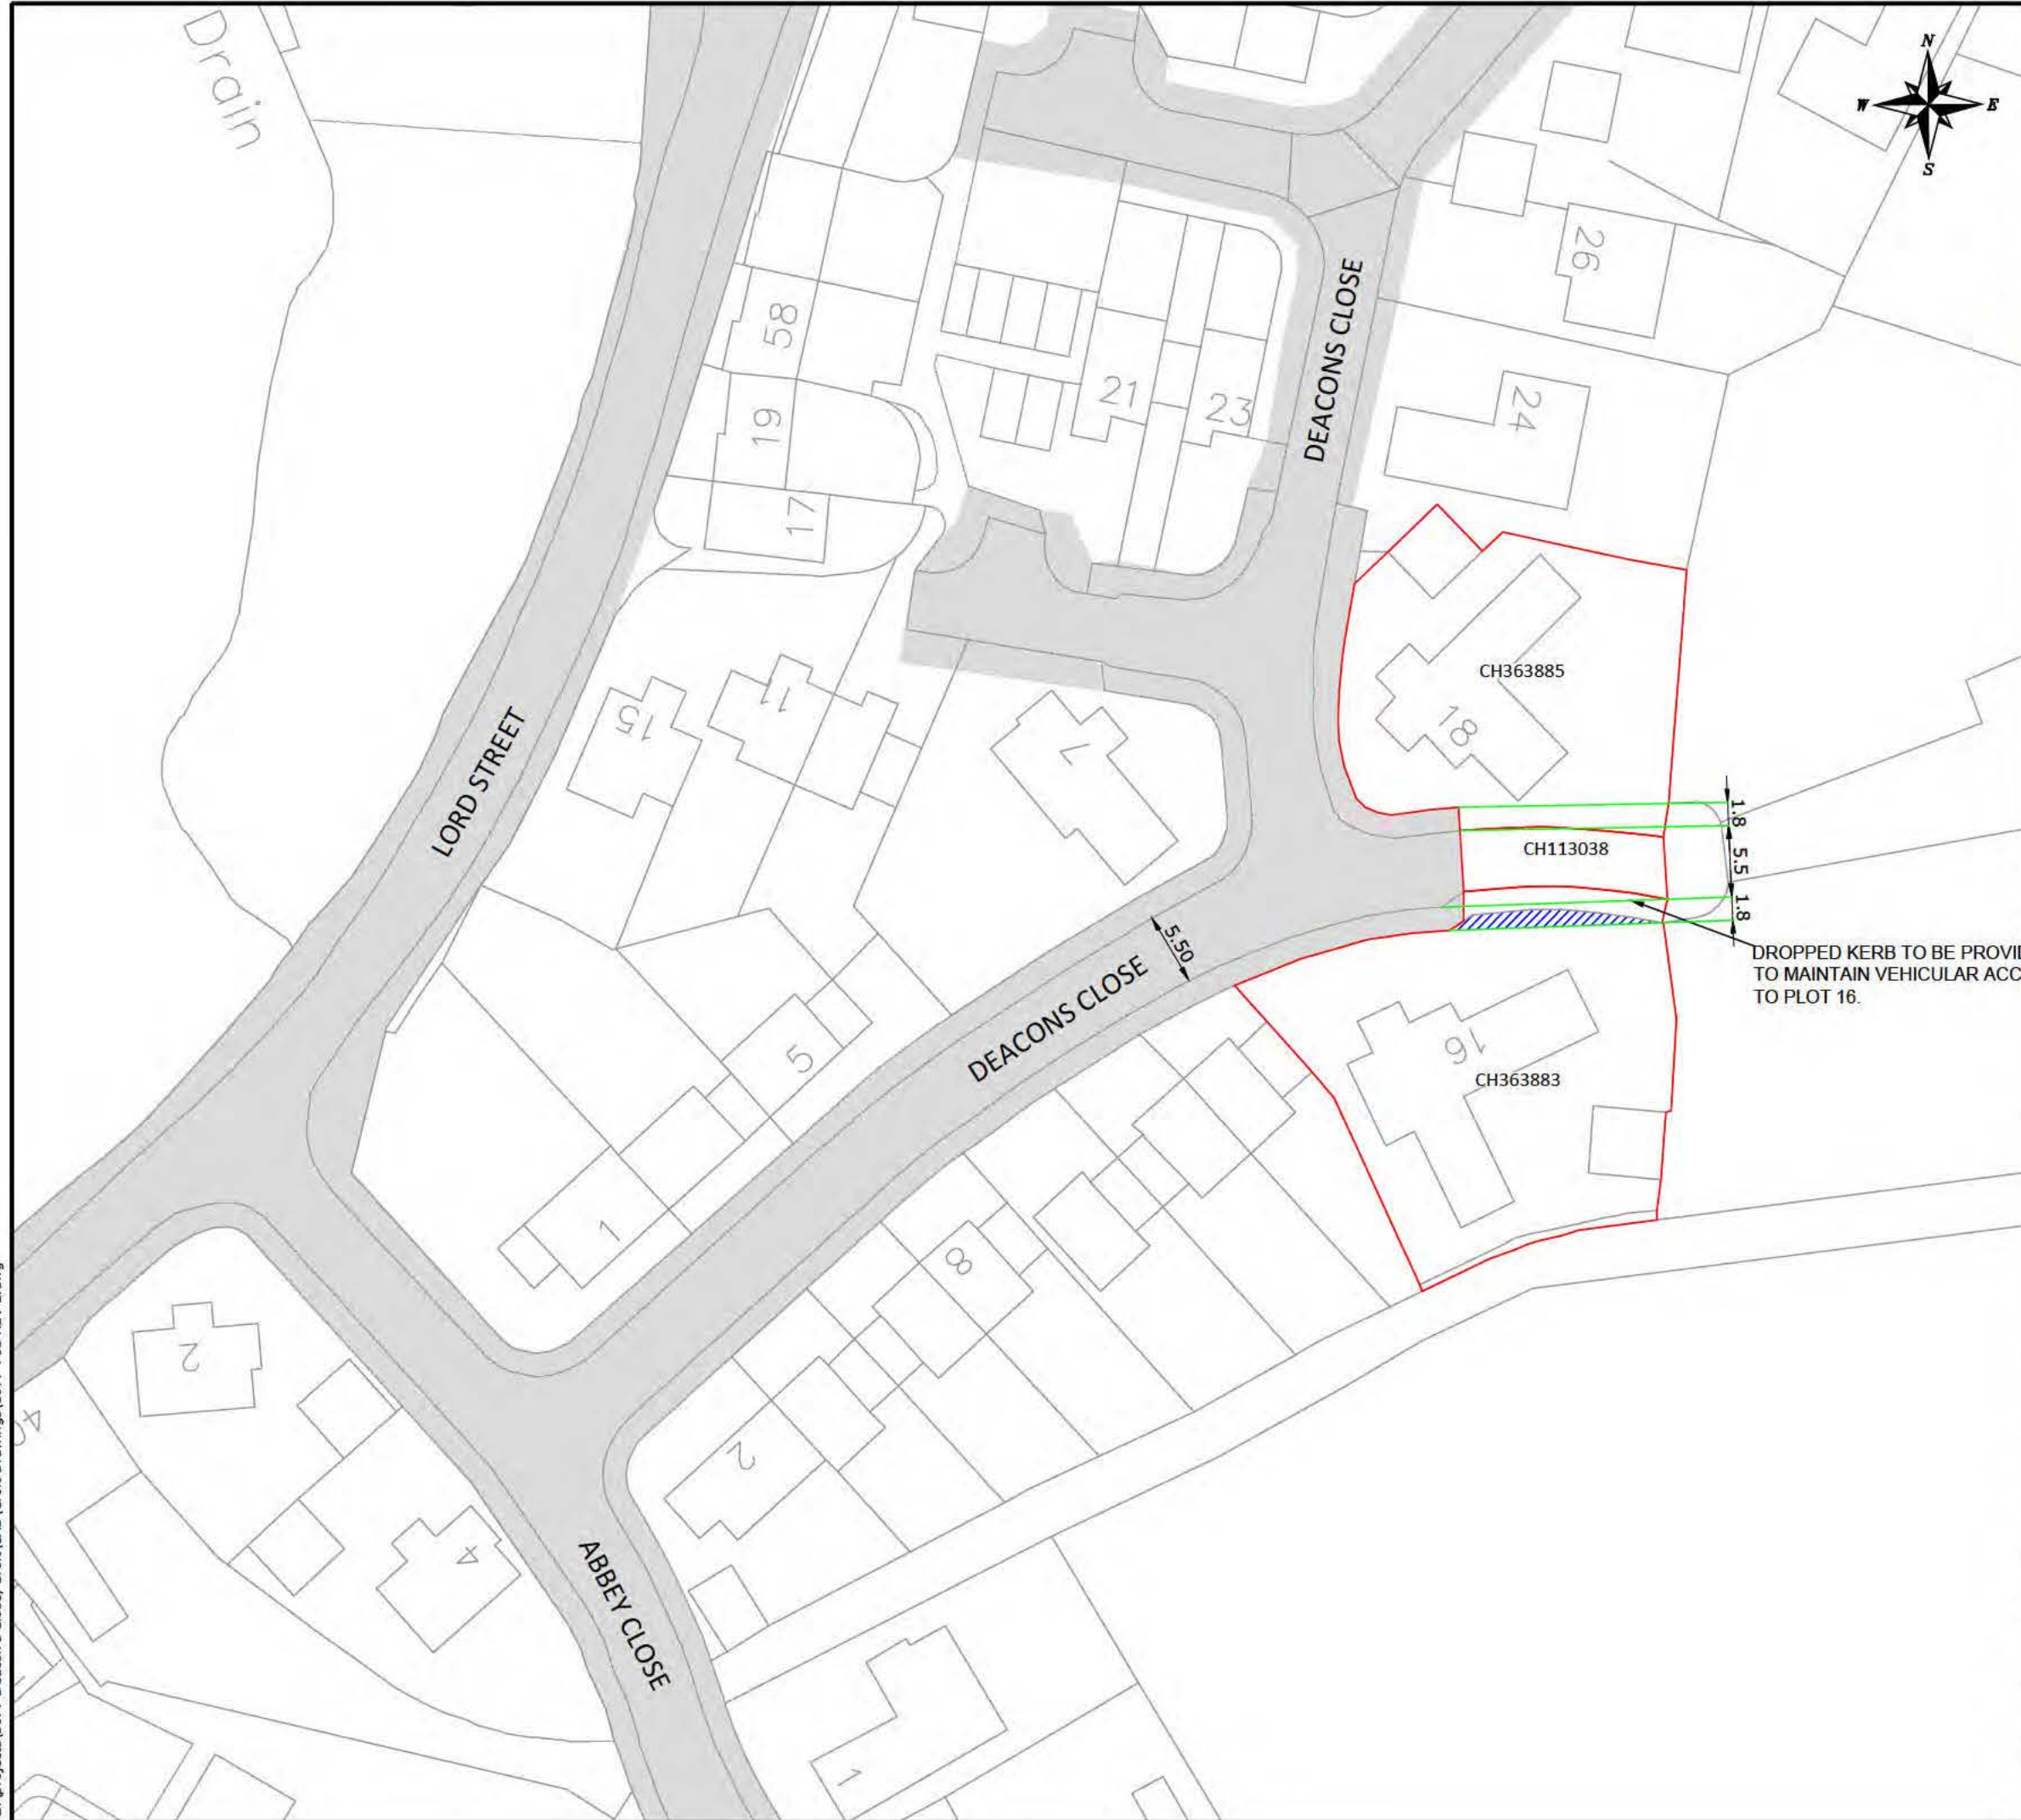 Drain
N
W
E
S
DEACONS CLOSE
26
58
24
21
23
19
17
CH363885
18
15
11
7
LORD STREET
1.8
CH113038
5.5
1.8
5.50
DROPPED KERB TO BE PROVI
TO MAINTAIN VEHICULAR ACC
TO PLOT 16.
DEACONS CLOSE
16
CH363883
5
1
8
2
2
40
4
ABBEY CLOSE
1